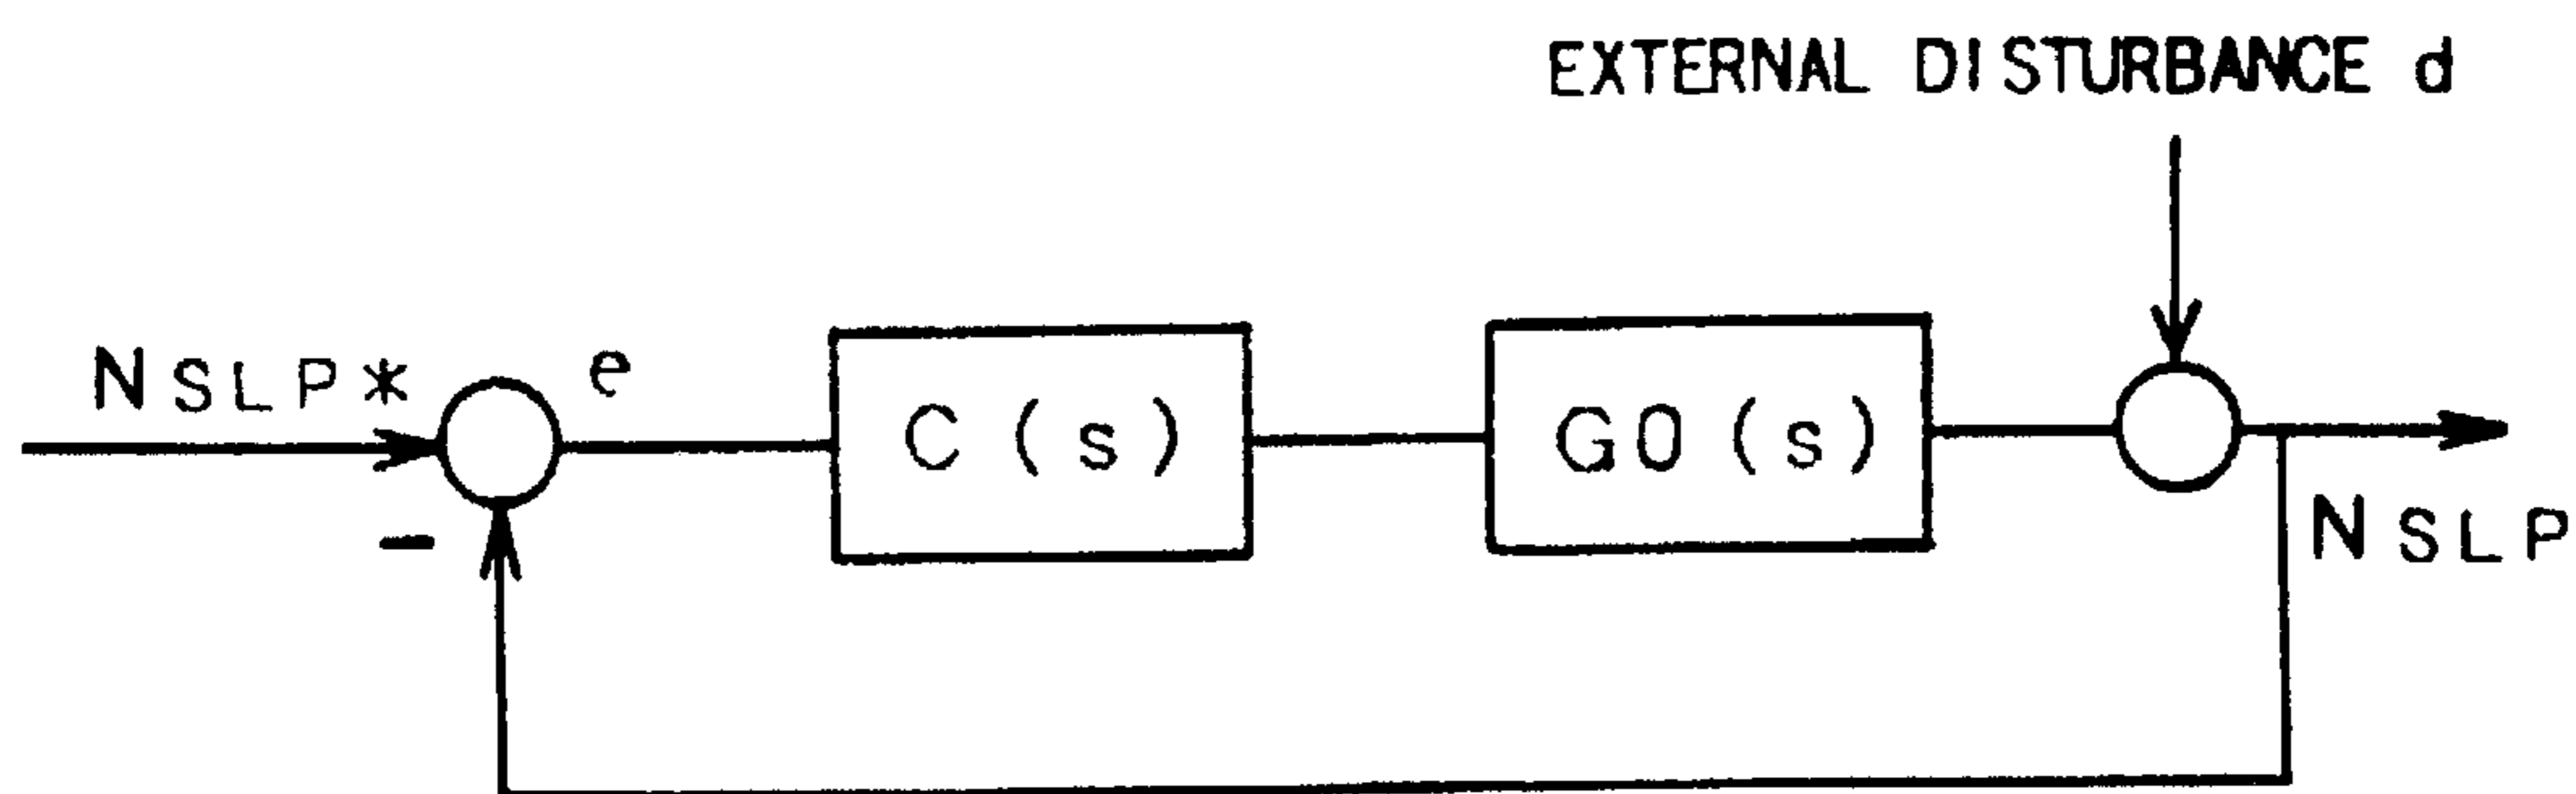 EXTERNAL DISTURBANCE d
NSLP*
e
C(s)
G0(s)
-
NSLP